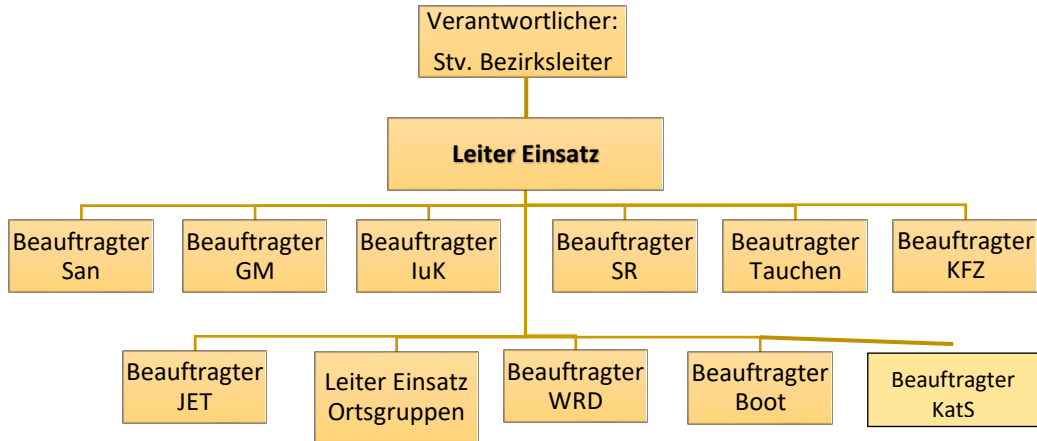 Verantwortlicher:
Stv. Bezirksleiter
Leiter Einsatz
Beauftragter
San
Beauftragter
GM
Beauftragter
IuK
Beauftragter
SR
Beautragter
Tauchen
Beauftragter
KFZ
Beauftragter
JET
Leiter Einsatz
Ortsgruppen
Beauftragter
WRD
Beauftragter
Boot
Beauftragter
KatS